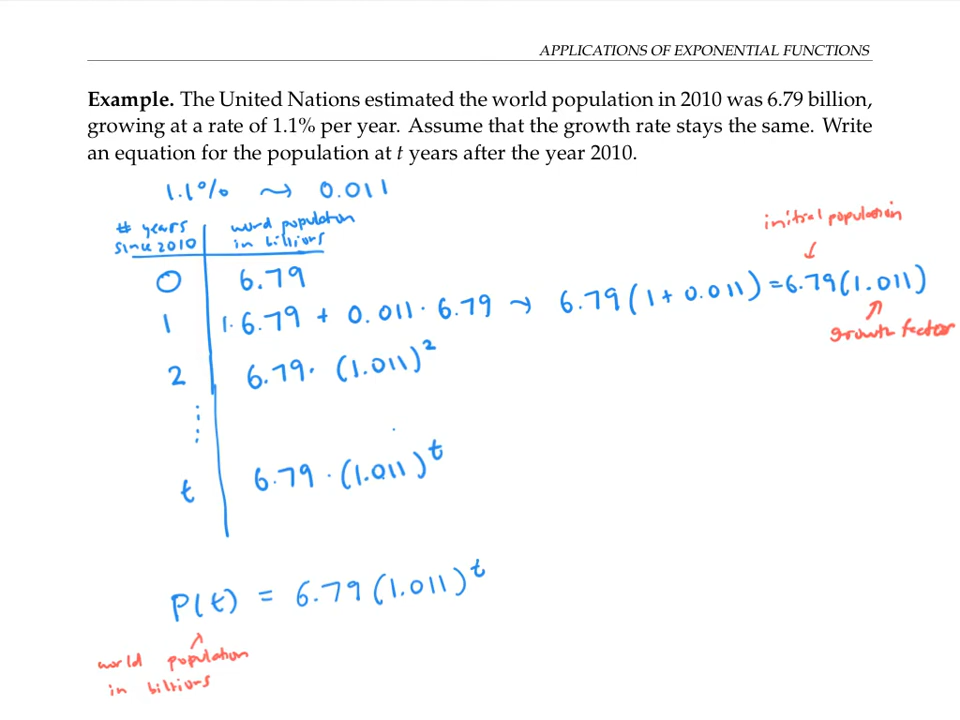 APPLICATIONS OF EXPONENTIAL FUNCTIONS
Example. The United Nations estimated the world population in 2010 was 6.79 billion,
growing at a rate of 1.1% per year. Assume that the growth rate stays the same. Write
an equation for the population at t years after the year 2010.
1.1% ⤳ 0.011
# years
since 2010
word population
in billions
initial population
0 6.79
1 1·6.79 + 0.011·6.79 → 6.79(1+0.011) = 6.79(1.011)
growth factor
2 6.79·(1.011)²
⋮
t 6.79·(1.011)^t
P(t) = 6.79(1.011)^t
world population
in billions